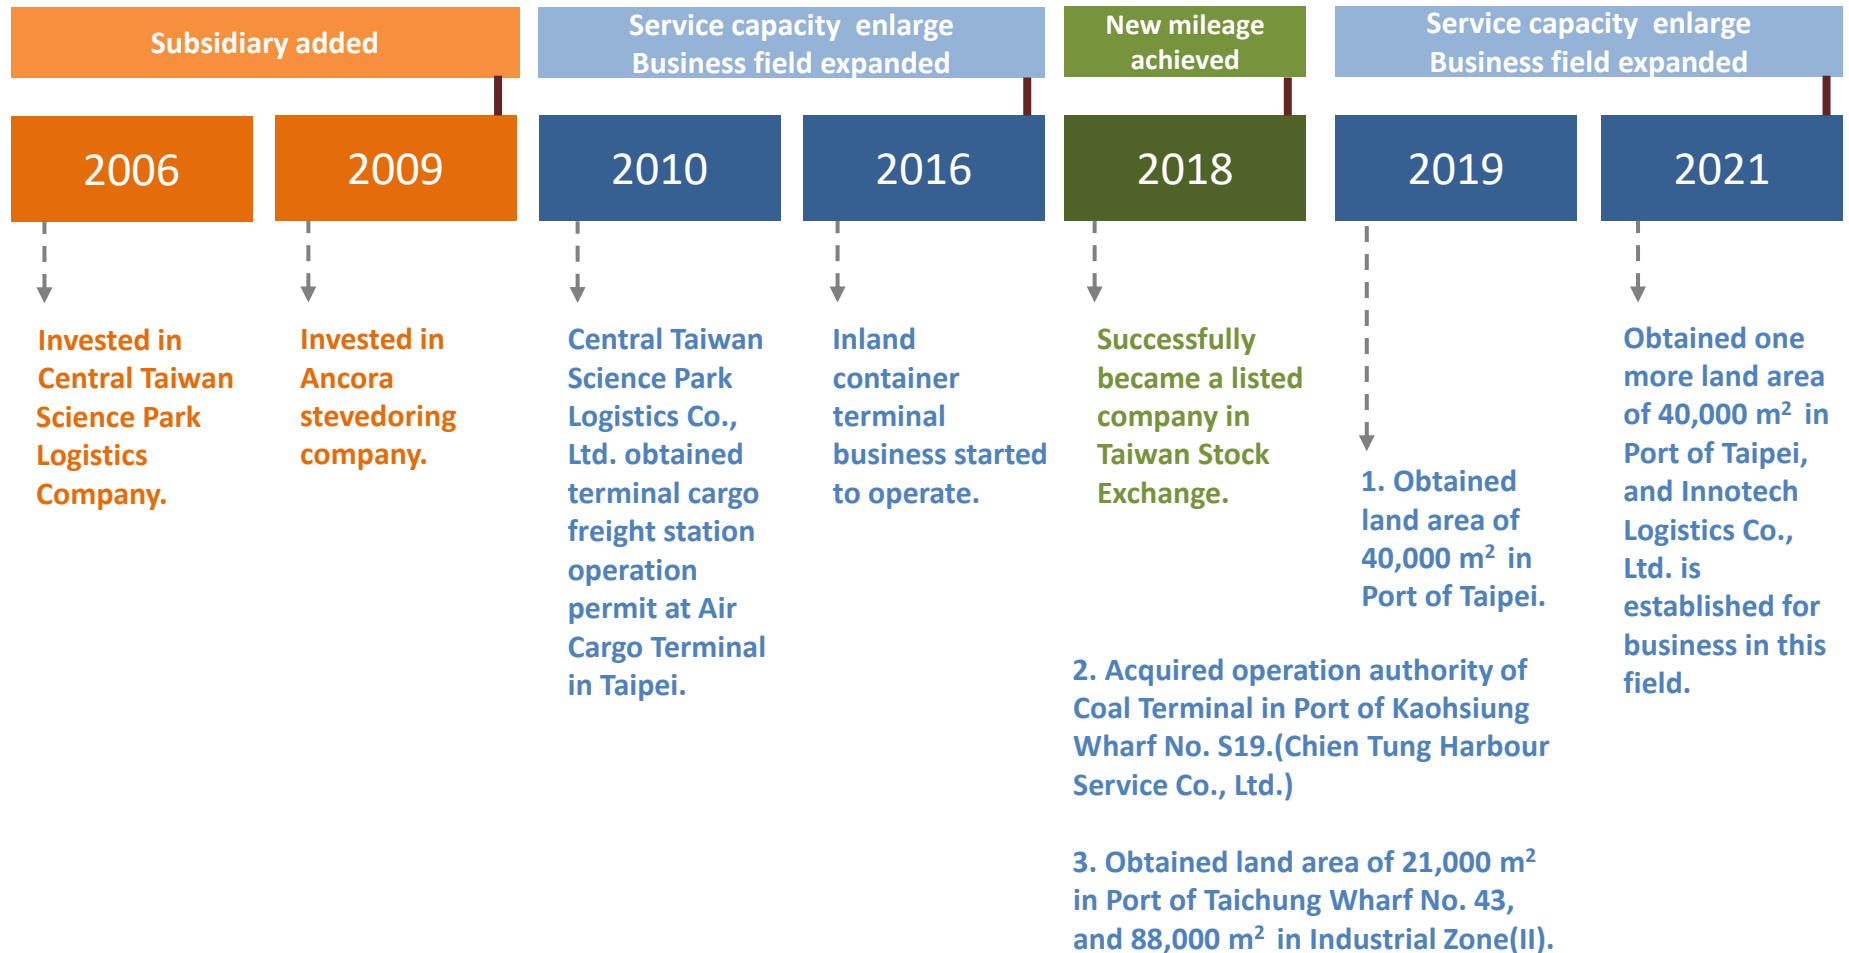 Subsidiary added
Service capacity enlarge
Business field expanded
New mileage
achieved
Service capacity enlarge
Business field expanded
2006
2009
2010
2016
2018
2019
2021
Invested in
Central Taiwan
Science Park
Logistics
Company.
Invested in
Ancora
stevedoring
company.
Central Taiwan
Science Park
Logistics Co.,
Ltd. obtained
terminal cargo
freight station
operation
permit at Air
Cargo Terminal
in Taipei.
Inland
container
terminal
business started
to operate.
Successfully
became a listed
company in
Taiwan Stock
Exchange.
1. Obtained
land area of
40,000 m² in
Port of Taipei.
2. Acquired operation authority of
Coal Terminal in Port of Kaohsiung
Wharf No. S19.(Chien Tung Harbour
Service Co., Ltd.)
3. Obtained land area of 21,000 m²
in Port of Taichung Wharf No. 43,
and 88,000 m² in Industrial Zone(II).
Obtained one
more land area
of 40,000 m² in
Port of Taipei,
and Innotech
Logistics Co.,
Ltd. is
established for
business in this
field.